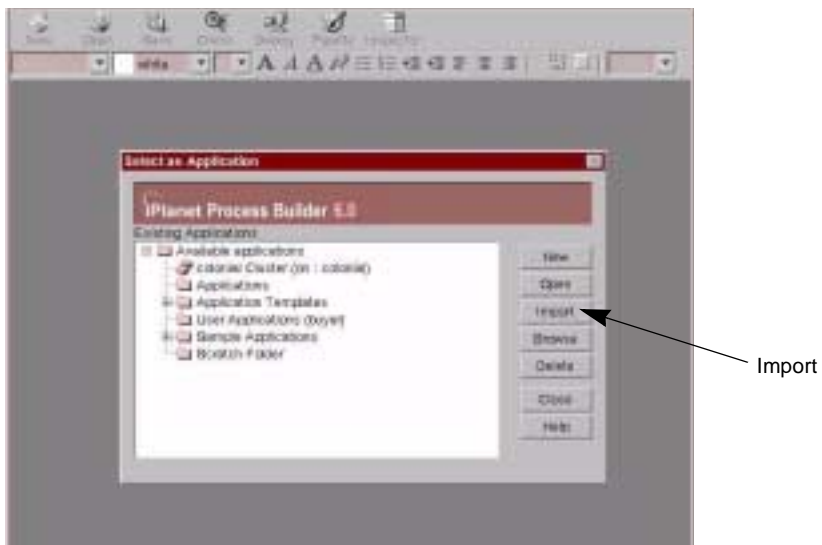 white
A A A
Select an Application
iPlanet Process Builder 6.0
Existing Applications
Available applications
colonial Cluster (on : colonial)
Applications
Application Templates
User Applications (buyer)
Sample Applications
Scratch Folder
New
Open
Import
Browse
Delete
Close
Help
Import